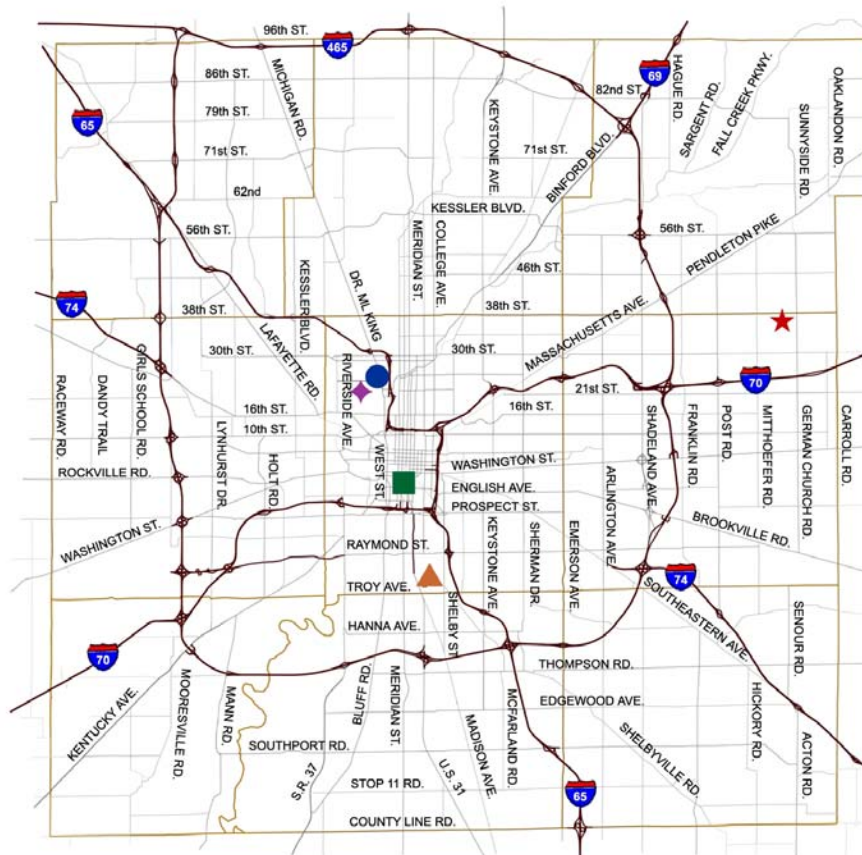 96th ST.
465
86th ST.
MICHIGAN RD.
69
HAGUE RD.
82nd ST.
SARGENT RD.
FALL CREEK PKWY.
OAKLANDON RD.
SUNNYSIDE RD.
65
79th ST.
71st ST.
KEYSTONE AVE.
71st ST.
BINFORD BLVD.
62nd
KESSLER BLVD.
56th ST.
MERIDIAN ST.
COLLEGE AVE.
56th ST.
PENDLETON PIKE
46th ST.
KESSLER BLVD.
DR. ML KING
74
38th ST.
38th ST.
LAFAYETTE RD.
MASSACHUSETTS AVE.
30th ST.
30th ST.
GIRLS SCHOOL RD.
DANDY TRAIL
RACEWAY RD.
RIVERSIDE AVE.
70
21st ST.
16th ST.
16th ST.
10th ST.
LYNHURST DR.
HOLT RD
WEST ST.
SHADELAND AVE.
FRANKLIN RD.
POST RD.
MITTHOEFER RD.
GERMAN CHURCH RD.
CARROLL RD.
ROCKVILLE RD.
WASHINGTON ST.
ENGLISH AVE.
PROSPECT ST.
ARLINGTON AVE.
WASHINGTON ST.
BROOKVILLE RD.
RAYMOND ST.
KEYSTONE AVE.
SHERMAN DR.
EMERSON AVE.
74
TROY AVE.
SHELBY ST.
SOUTHEASTERN AVE.
HANNA AVE.
SENOUR RD.
70
THOMPSON RD.
KENTUCKY AVE.
MOORESVILLE RD.
MANN RD.
BLUFF RD.
MERIDIAN ST.
MADISON AVE.
MCFARLAND RD.
EDGEWOOD AVE.
HICKORY RD.
SOUTHPORT RD.
SHELBYVILLE RD.
ACTON RD.
S.R. 37
STOP 11 RD.
U.S. 31
65
COUNTY LINE RD.